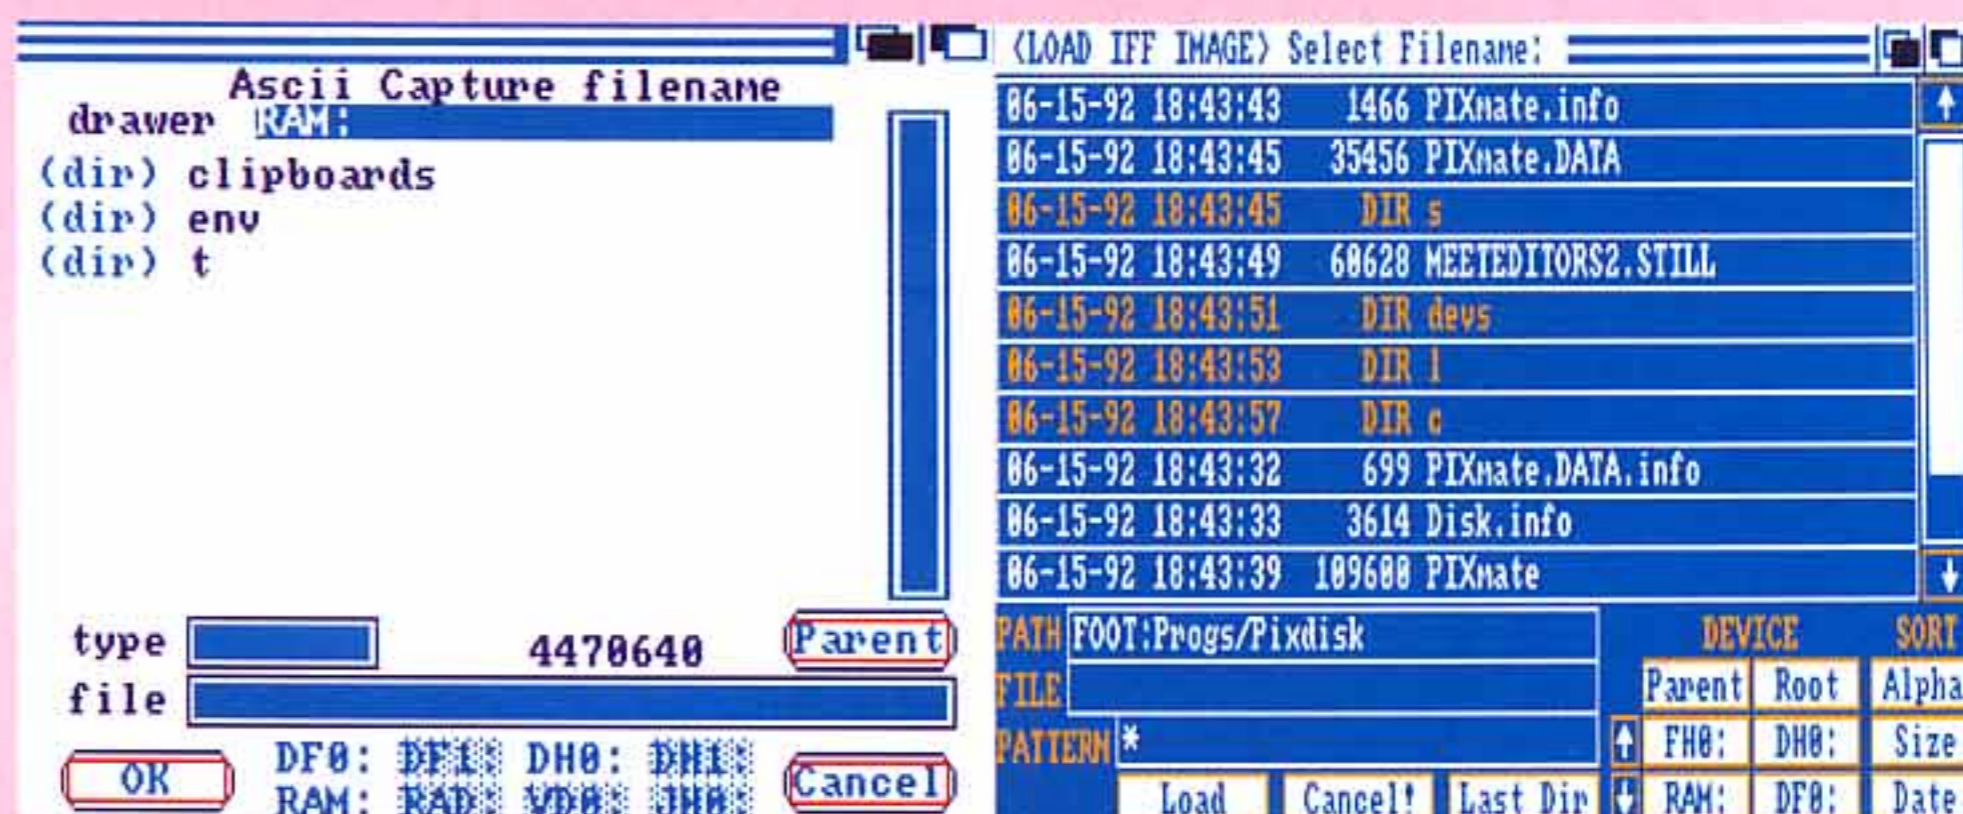 Ascii Capture filename
drawer RAM:
(dir) clipboards
(dir) env
(dir) t
type 4470640 Parent
file
OK DF0: DF1: DH0: DH1: Cancel
RAM: RAD: VD0: JH0:
<LOAD IFF IMAGE> Select Filename:
06-15-92 18:43:43 1466 PIXmate.info
06-15-92 18:43:45 35456 PIXmate.DATA
06-15-92 18:43:45 DIR s
06-15-92 18:43:49 60628 MEETEDITORS2.STILL
06-15-92 18:43:51 DIR devs
06-15-92 18:43:53 DIR l
06-15-92 18:43:57 DIR c
06-15-92 18:43:32 699 PIXmate.DATA.info
06-15-92 18:43:33 3614 Disk.info
06-15-92 18:43:39 109600 PIXmate
PATH FOOT:Progs/Pixdisk DEVICE SORT
FILE Parent Root Alpha
PATTERN * FH0: DH0: Size
Load Cancel! Last Dir RAM: DF0: Date